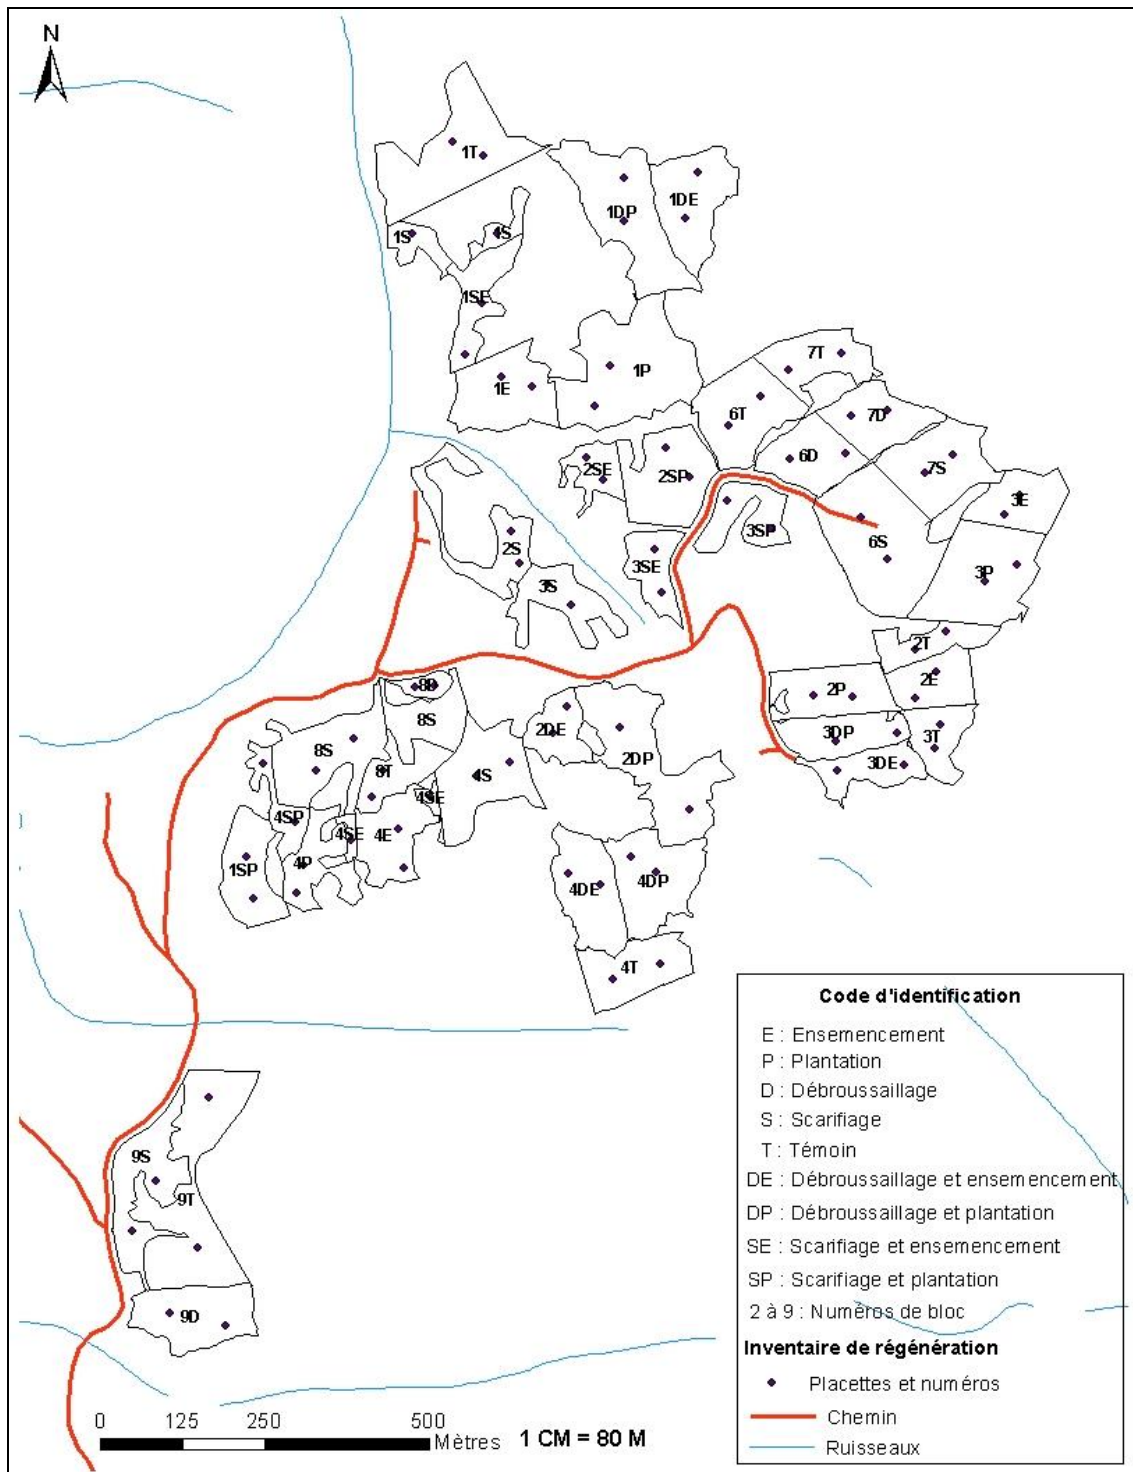 N
1T
1DE
1DP
1S
4S
1SE
7T
1P
1E
6T
7D
6D
2SE
2SP
7S
3E
3SP
6S
2S
3SE
3P
3S
2T
2E
8D
2P
8S
2DE
3DP
3T
8S
2DP
3DE
8T
4S
4SE
4SP
4SE
4E
1SP
4P
4DE
4DP
4T
9S
9T
9D
Code d'identification
E : Ensemencement
P : Plantation
D : Débroussaillage
S : Scarifiage
T : Témoin
DE : Débroussaillage et ensemencement
DP : Débroussaillage et plantation
SE : Scarifiage et ensemencement
SP : Scarifiage et plantation
2 à 9 : Numéros de bloc
Inventaire de régénération
Placettes et numéros
Chemin
Ruisseaux
0 125 250 500
Mètres 1 CM = 80 M